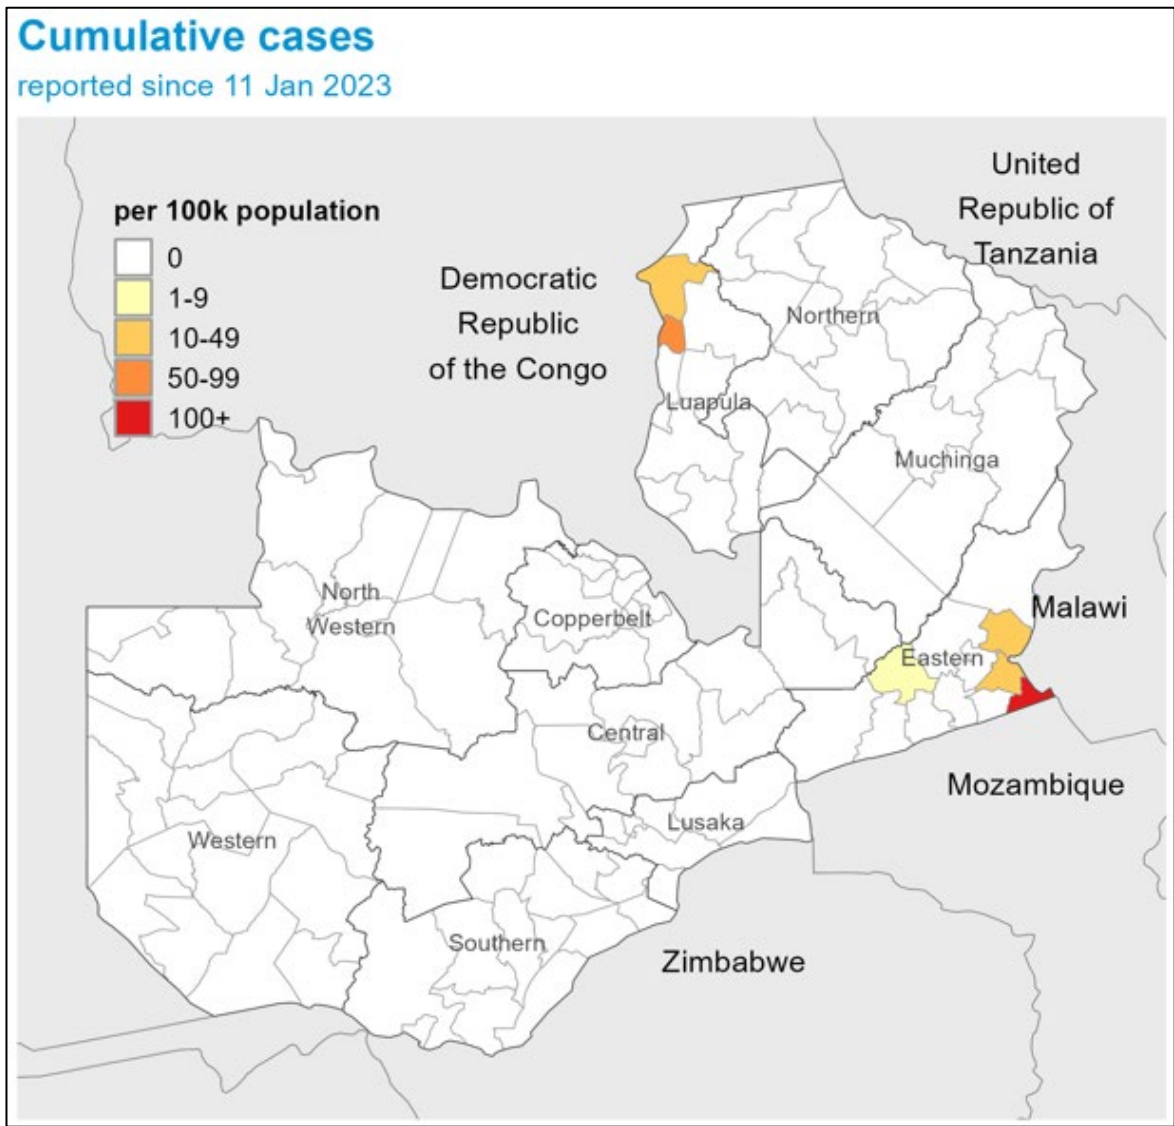 Cumulative cases
reported since 11 Jan 2023
per 100k population
0
1-9
10-49
50-99
100+
Democratic
Republic
of the Congo
United
Republic of
Tanzania
Northern
Luapula
Muchinga
North
Western
Copperbelt
Malawi
Eastern
Central
Mozambique
Lusaka
Western
Southern
Zimbabwe